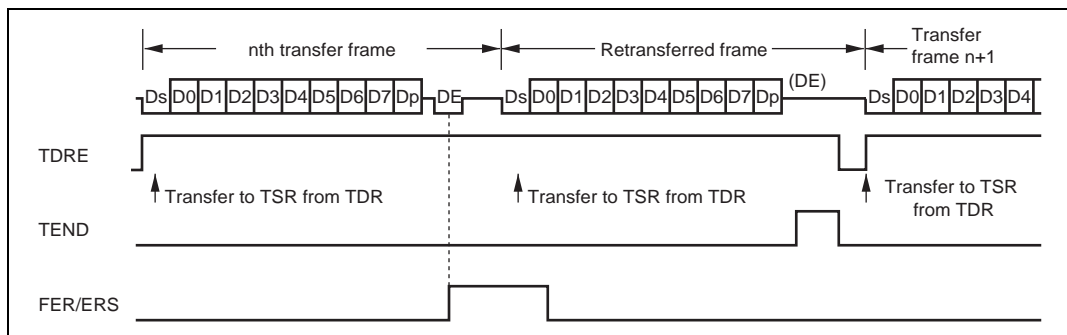 nth transfer frame
Retransferred frame
Transfer
frame n+1
Ds D0 D1 D2 D3 D4 D5 D6 D7 Dp DE
Ds D0 D1 D2 D3 D4 D5 D6 D7 Dp (DE)
Ds D0 D1 D2 D3 D4
TDRE
Transfer to TSR from TDR
Transfer to TSR from TDR
Transfer to TSR
from TDR
TEND
FER/ERS